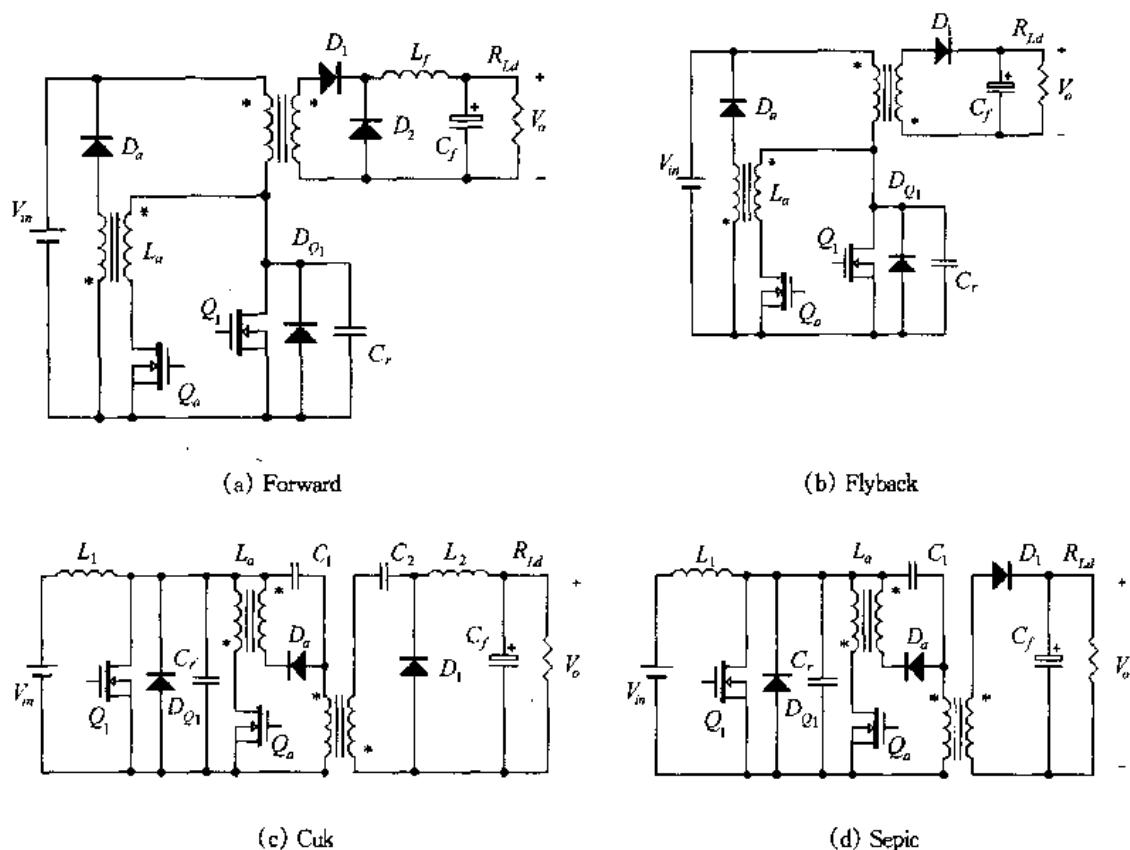 D1
Lf
RLd
+
*
*
Da
D2
Cf
+
Vo
−
Vin
*
*
La
DQ1
Q1
Cr
Qa
(a) Forward
D1
RLd
+
*
Da
Cf
+
Vo
*
−
Vin
*
La
*
DQ1
Q1
Cr
Qa
(b) Flyback
L1
La
C1
C2
L2
RLd
+
*
*
Da
Cf
+
Vin
Q1
Cr
DQ1
*
D1
Vo
Qa
*
−
(c) Cuk
L1
La
C1
D1
RLd
+
*
*
Da
Cf
+
Vin
Q1
Cr
DQ1
*
*
Vo
Qa
−
(d) Sepic